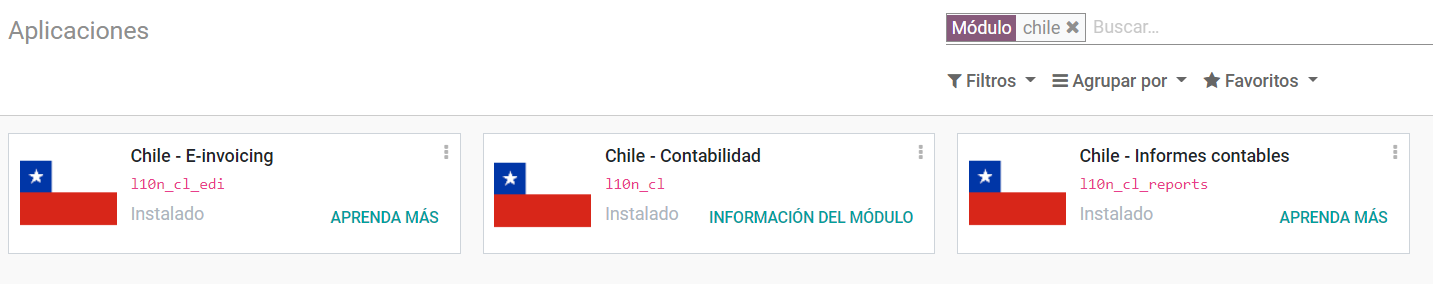 Aplicaciones
Módulo chile Buscar...
Filtros Agrupar por Favoritos
Chile - E-invoicing
l10n_cl_edi
Instalado APRENDA MÁS
Chile - Contabilidad
l10n_cl
Instalado INFORMACIÓN DEL MÓDULO
Chile - Informes contables
l10n_cl_reports
Instalado APRENDA MÁS